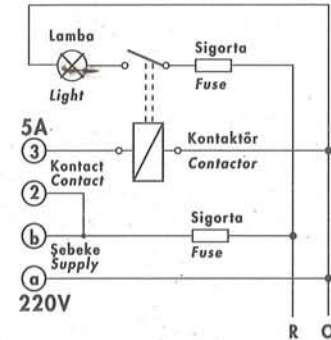 Lamba
Light
Sigorta
Fuse
5A
3
Kontact
Contact
Kontaktör
Contactor
2
b
Şebeke
Supply
Sigorta
Fuse
a
220V
R
O